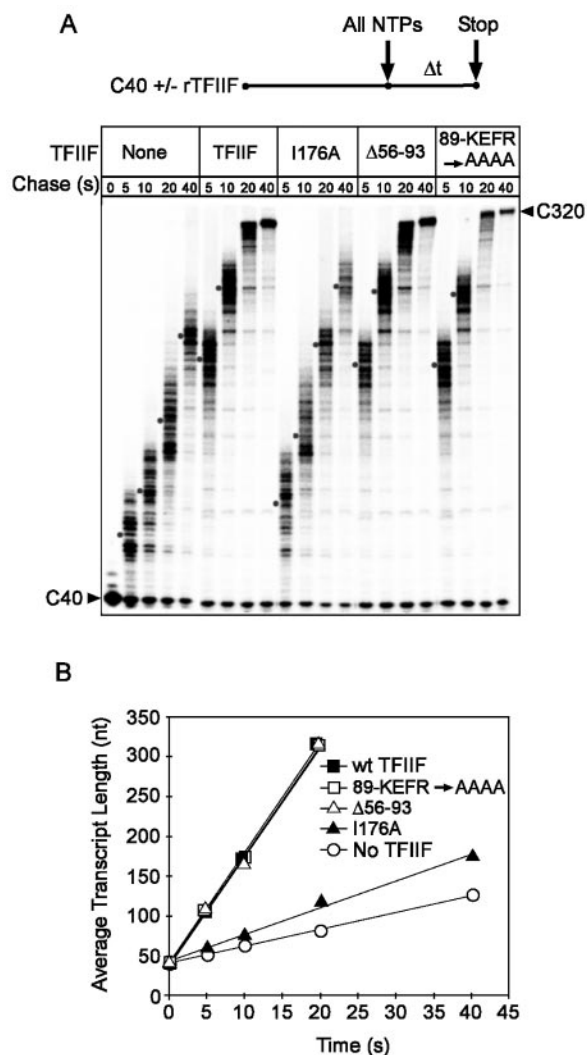 A
All NTPs Stop
Δt
C40 +/- rTFIIF
TFIIF None TFIIF I176A Δ56-93 89-KEFR
→AAAA
Chase (s) 0 5 10 20 40 5 10 20 40 5 10 20 40 5 10 20 40 5 10 20 40
C320
C40
B
Average Transcript Length (nt)
350
300
250
200
150
100
50
0
wt TFIIF
89-KEFR → AAAA
Δ56-93
I176A
No TFIIF
0 5 10 15 20 25 30 35 40 45
Time (s)